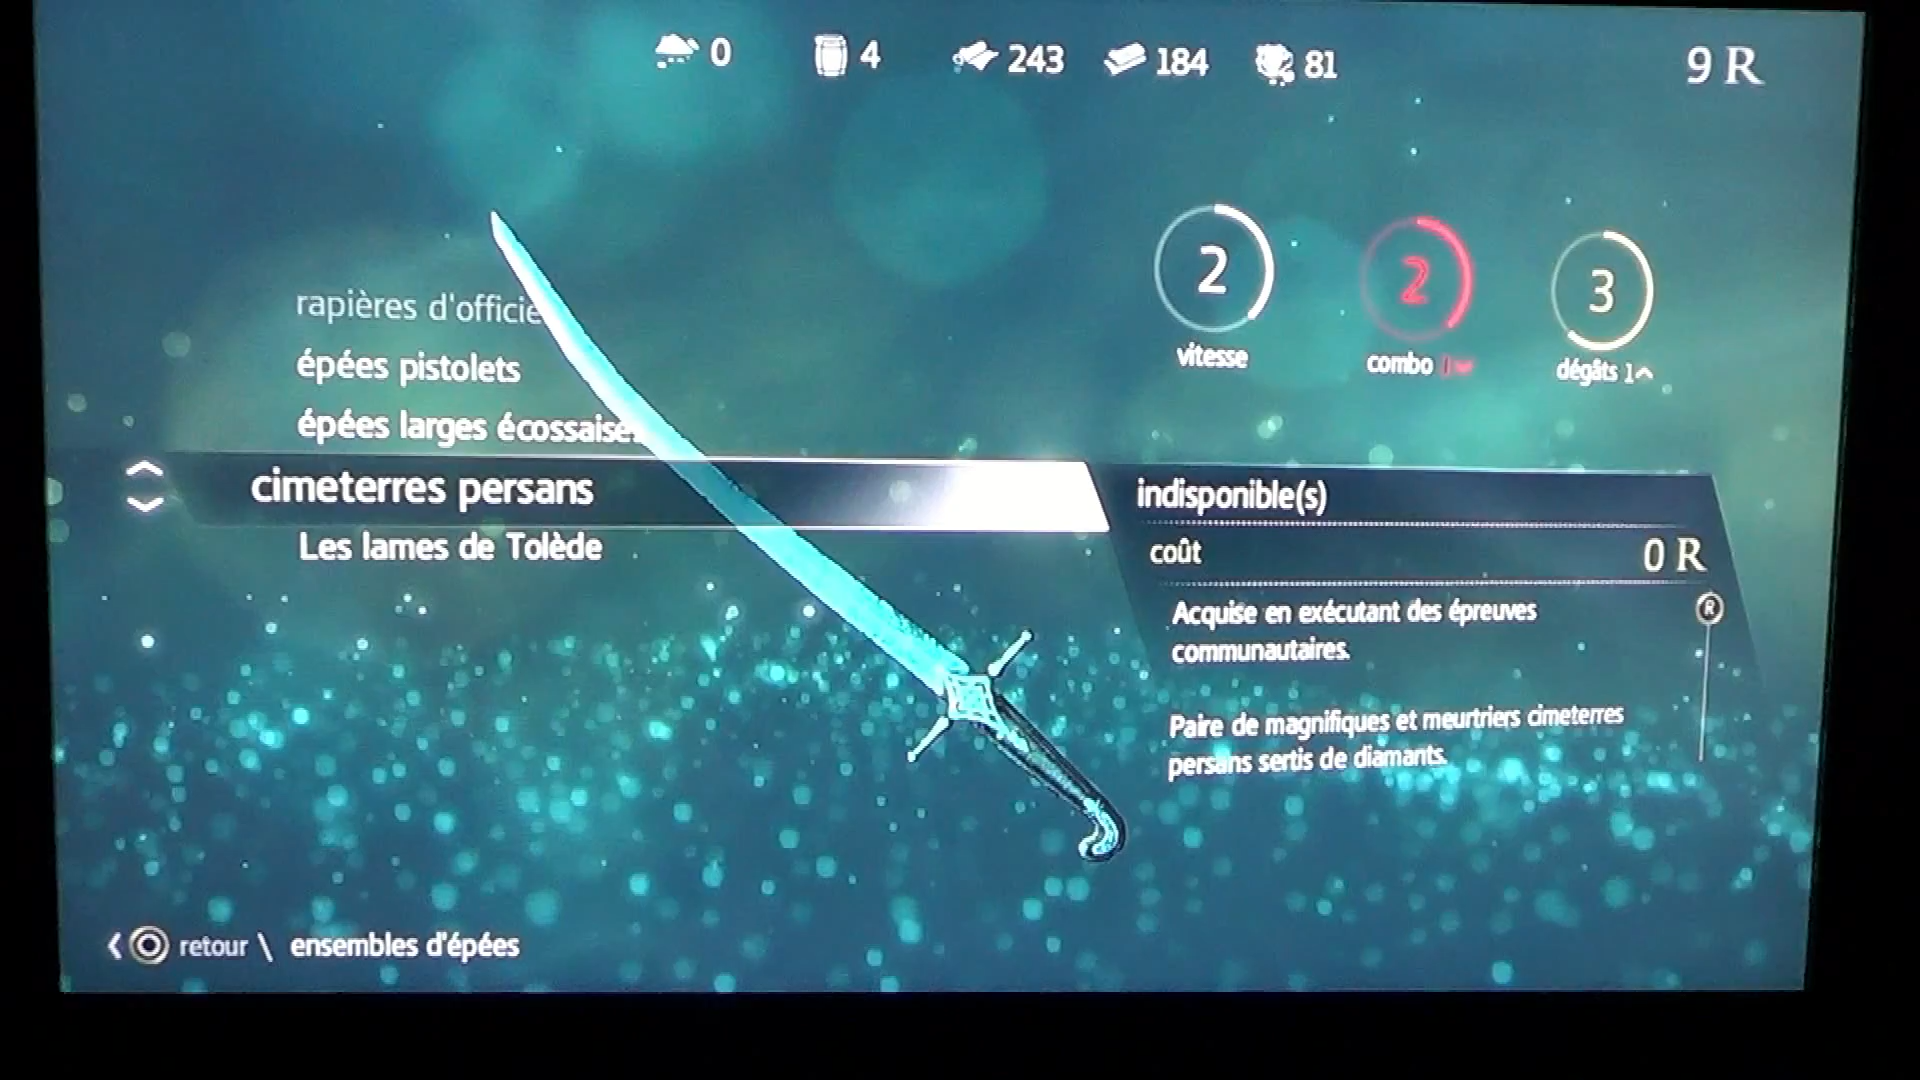 0 4 243 184 81 9 R
2 2 3
vitesse combo 1 dégâts 1
épées pistolets
cimeterres persans
Les lames de Tolède
indisponible(s)
coût 0 R
R
Acquise en exécutant des épreuves
communautaires.
Paire de magnifiques et meurtriers cimeterres
persans sertis de diamants.
rapières d'officie
épées larges écossaises
retour \ ensembles d'épées